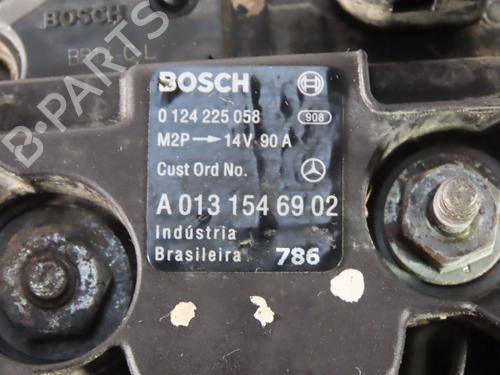 BOSCH
BOSCH
0 124 225 058 908
M2P → 14V 90 A
Cust Ord No.
A 013 154 69 02
Indústria
Brasileira 786
B-PARTS